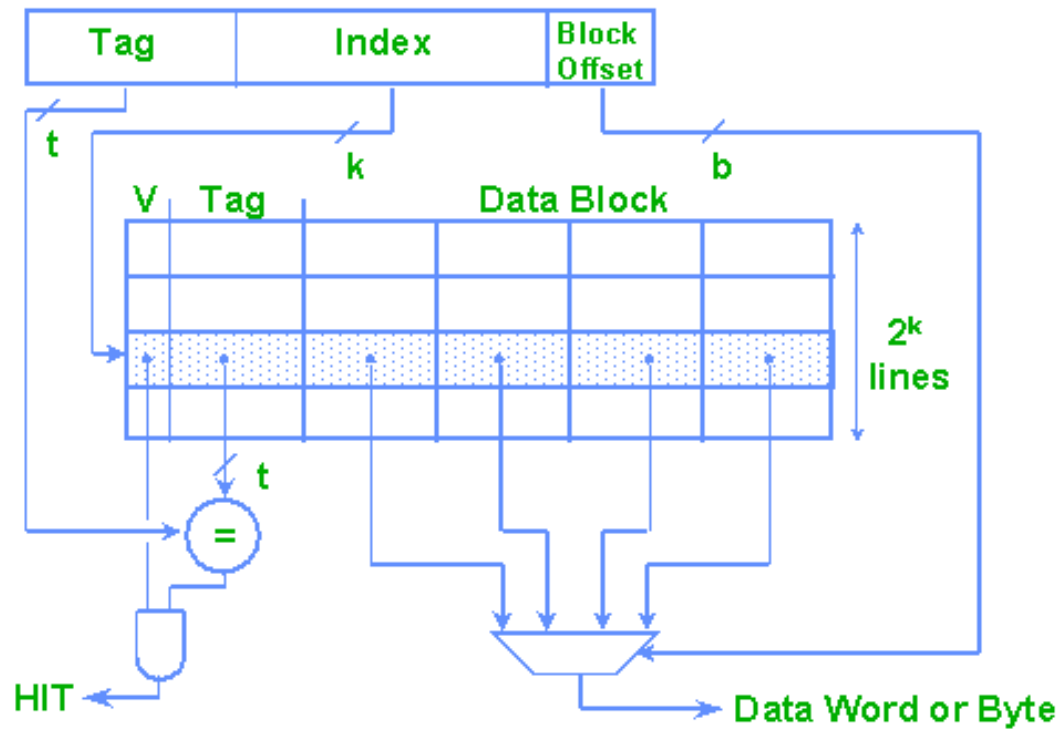 Tag Index Block
Offset
t
k
b
V Tag Data Block
2ᵏ
lines
t
=
HIT
Data Word or Byte